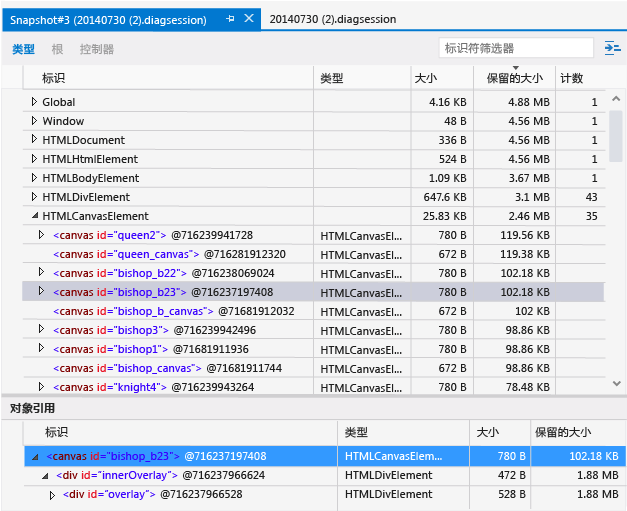 Snapshot#3 (20140730 (2).diagsession) 20140730 (2).diagsession
类型 根 控制器 标识符筛选器
标识 类型 大小 保留的大小 计数
Global 4.16 KB 4.88 MB 1
Window 48 B 4.56 MB 1
HTMLDocument 336 B 4.56 MB 1
HTMLHtmlElement 524 B 4.56 MB 1
HTMLBodyElement 1.09 KB 3.67 MB 1
HTMLDivElement 647.6 KB 3.1 MB 43
HTMLCanvasElement 25.83 KB 2.46 MB 35
<canvas id="queen2"> @716239941728 HTMLCanvasEl... 780 B 119.56 KB
<canvas id="queen_canvas"> @716281912320 HTMLCanvasEl... 672 B 119.38 KB
<canvas id="bishop_b22"> @716238069024 HTMLCanvasEl... 780 B 102.18 KB
<canvas id="bishop_b23"> @716237197408 HTMLCanvasEl... 780 B 102.18 KB
<canvas id="bishop_b_canvas"> @71681912032 HTMLCanvasEl... 672 B 102 KB
<canvas id="bishop3"> @716239942496 HTMLCanvasEl... 780 B 98.86 KB
<canvas id="bishop1"> @71681911936 HTMLCanvasEl... 780 B 98.86 KB
<canvas id="bishop_canvas"> @71681911744 HTMLCanvasEl... 672 B 98.86 KB
<canvas id="knight4"> @716239943264 HTMLCanvasEl... 780 B 78.48 KB
对象引用
标识 类型 大小 保留的大小
<canvas id="bishop_b23"> @716237197408 HTMLCanvasElem... 780 B 102.18 KB
<div id="innerOverlay"> @716237966624 HTMLDivElement 472 B 1.88 MB
<div id="overlay"> @716237966528 HTMLDivElement 528 B 1.88 MB